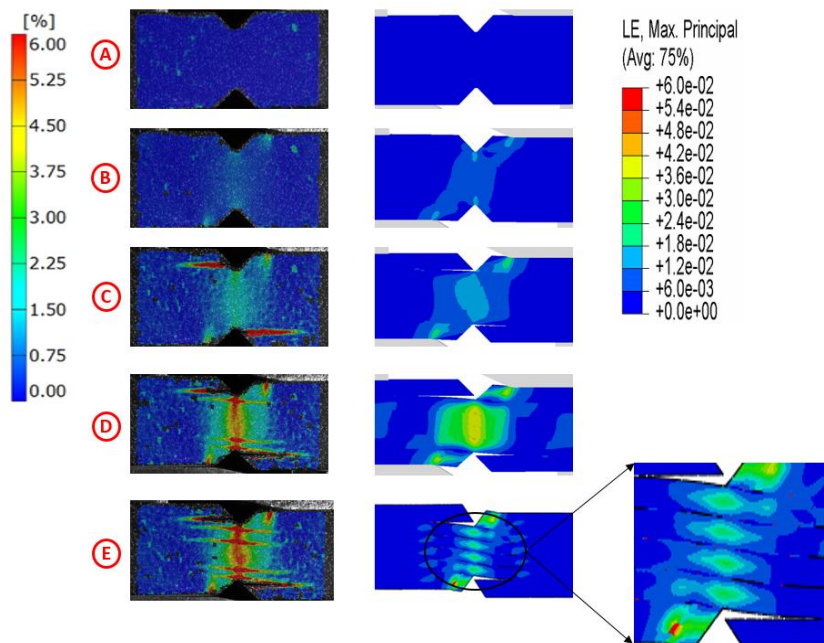 [%]
6.00
5.25
4.50
3.75
3.00
2.25
1.50
0.75
0.00
A
B
C
D
E
LE, Max. Principal
(Avg: 75%)
+6.0e-02
+5.4e-02
+4.8e-02
+4.2e-02
+3.6e-02
+3.0e-02
+2.4e-02
+1.8e-02
+1.2e-02
+6.0e-03
+0.0e+00